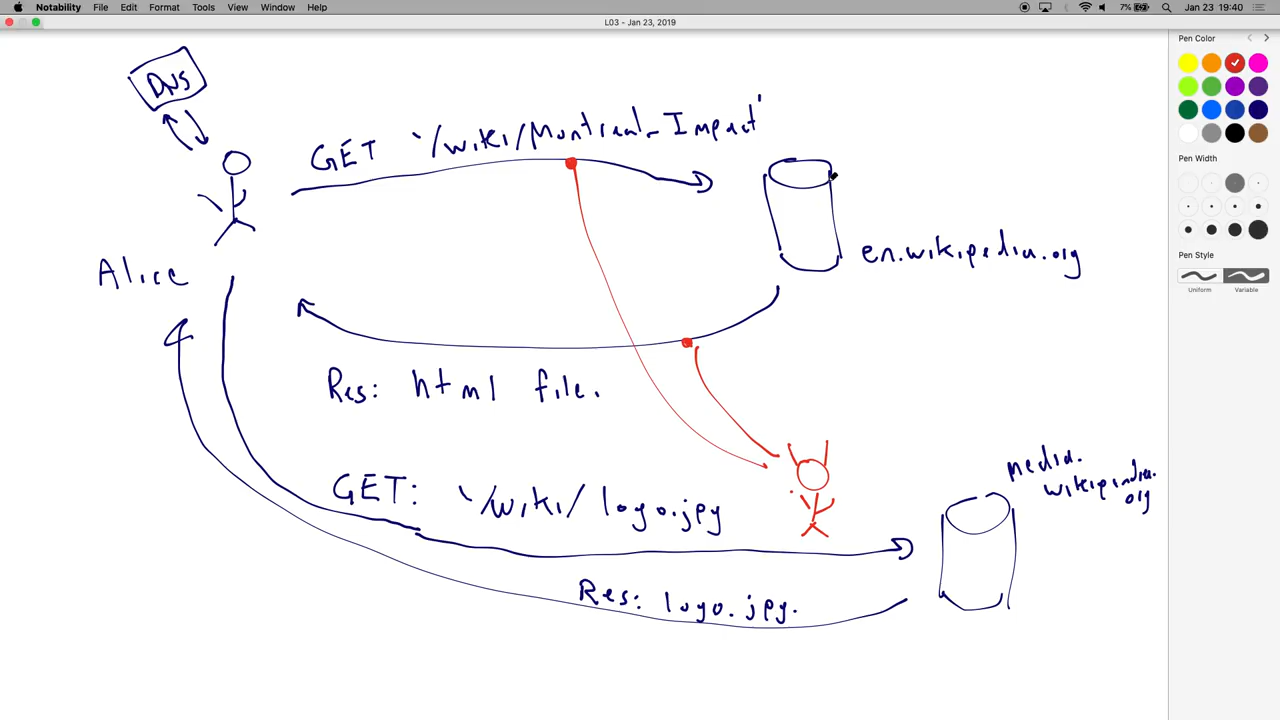 Notability File Edit Format Tools View Window Help
7% Jan 23 19:40
L03 - Jan 23, 2019
Pen Color
Pen Width
Pen Style
Uniform Variable
DNS
GET '/wiki/Montreal_Impact'
Alice
en.wikipedia.org
Res: html file.
GET: '/wiki/ logo.jpg
media.
wikipindia.
org
Res: logo.jpg.